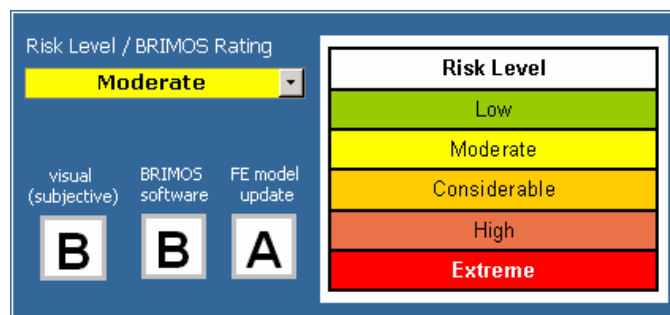 Risk Level / BRIMOS Rating
Moderate
visual
(subjective)
BRIMOS
software
FE model
update
B
B
A
Risk Level
Low
Moderate
Considerable
High
Extreme